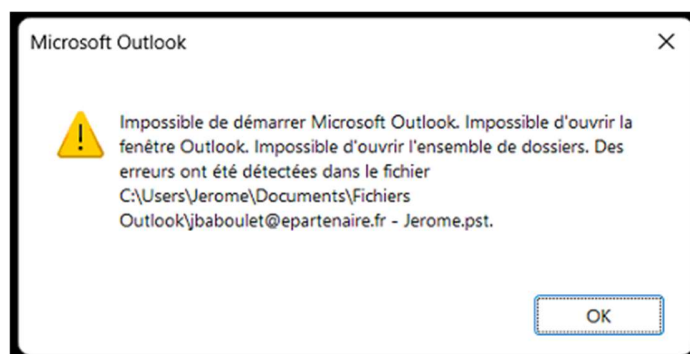 Microsoft Outlook
Impossible de démarrer Microsoft Outlook. Impossible d'ouvrir la
fenêtre Outlook. Impossible d'ouvrir l'ensemble de dossiers. Des
erreurs ont été détectées dans le fichier
C:\Users\Jerome\Documents\Fichiers
Outlook\jbaboulet@epartenaire.fr - Jerome.pst.
OK